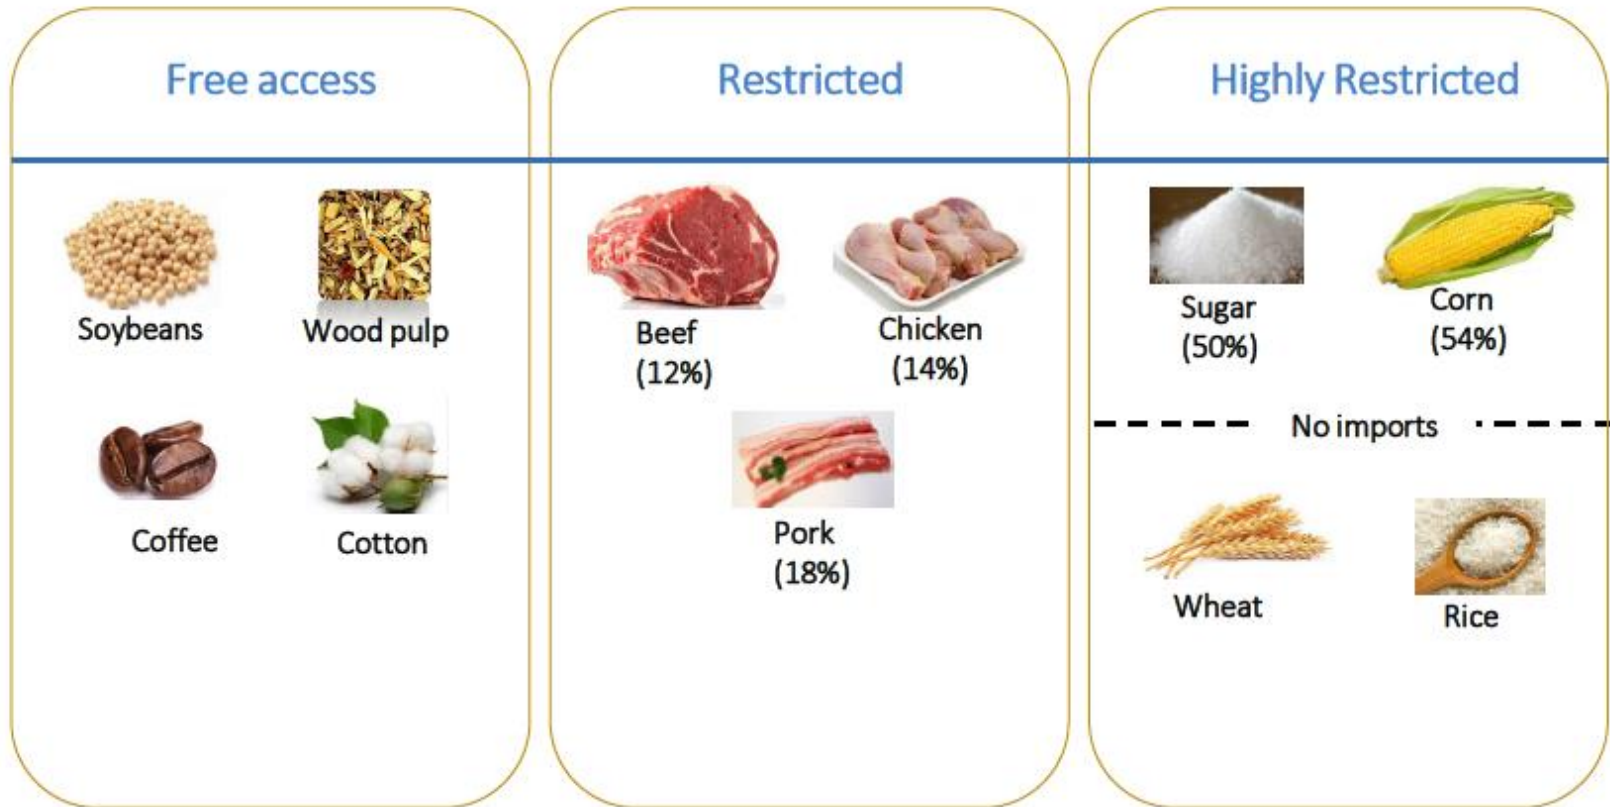 Free access
Restricted
Highly Restricted
Soybeans
Wood pulp
Coffee
Cotton
Beef
(12%)
Chicken
(14%)
Pork
(18%)
Sugar
(50%)
Corn
(54%)
No imports
Wheat
Rice